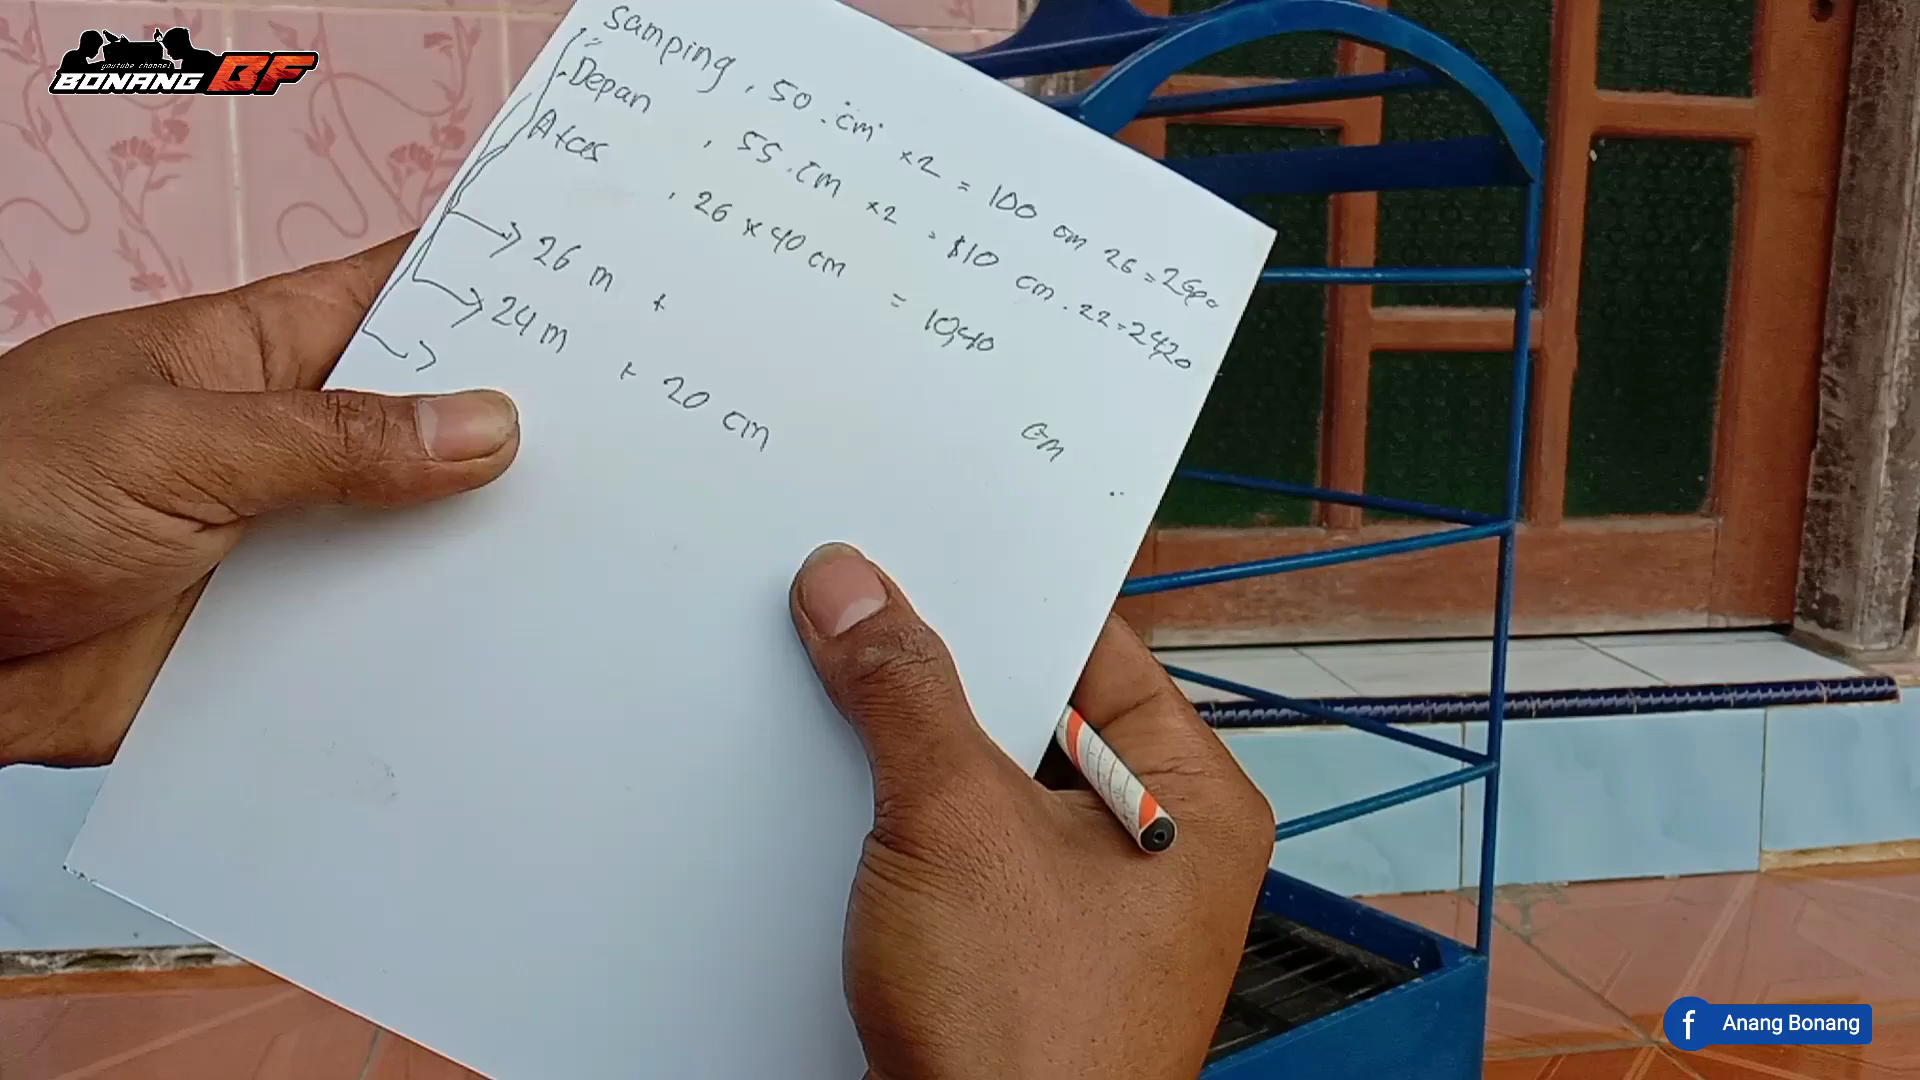 youtube channel
BONANG BF
Samping , 50 . cm x2 = 100 cm 26 = 2600
" Depan , 55 . cm x2 = 110 cm . 22 = 2420
, 26 x 40 cm = 1040 cm
→ 26 m +
→ 24 m + 20 cm
→
f Anang Bonang